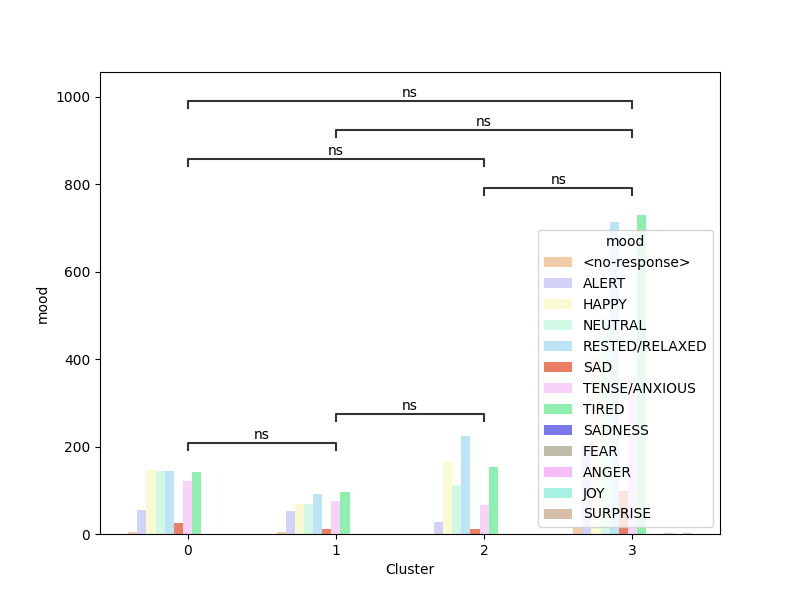 ns
ns
ns
ns
ns
ns
1000
800
600
400
200
0
mood
mood
<no-response>
ALERT
HAPPY
NEUTRAL
RESTED/RELAXED
SAD
TENSE/ANXIOUS
TIRED
SADNESS
FEAR
ANGER
JOY
SURPRISE
0 1 2 3
Cluster